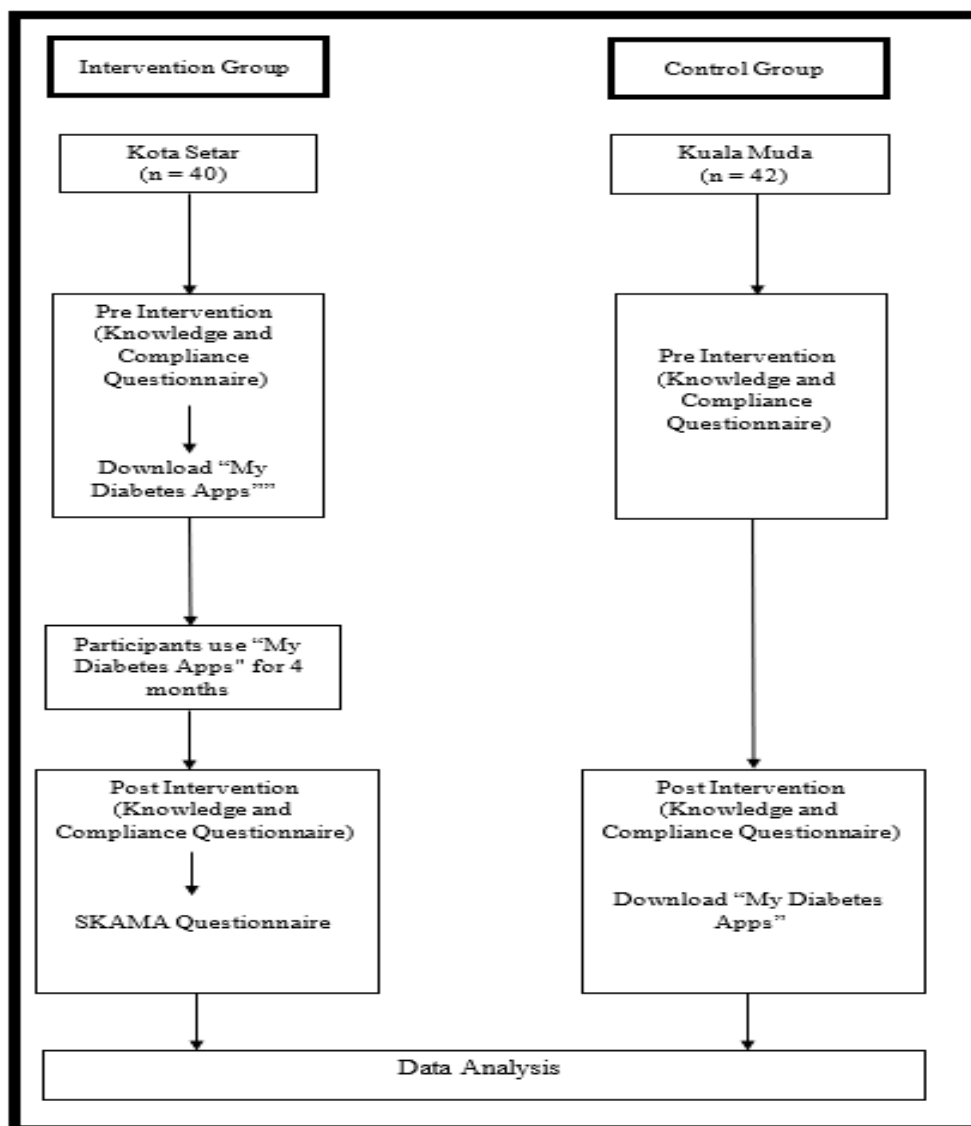 Intervention Group
Control Group
Kota Setar
(n = 40)
Kuala Muda
(n = 42)
Pre Intervention
(Knowledge and
Compliance
Questionnaire)
Download “My
Diabetes Apps””
Pre Intervention
(Knowledge and
Compliance
Questionnaire)
Participants use “My
Diabetes Apps" for 4
months
Post Intervention
(Knowledge and
Compliance Questionnaire)
SKAMA Questionnaire
Post Intervention
(Knowledge and
Compliance Questionnaire)
Download “My Diabetes
Apps”
Data Analysis